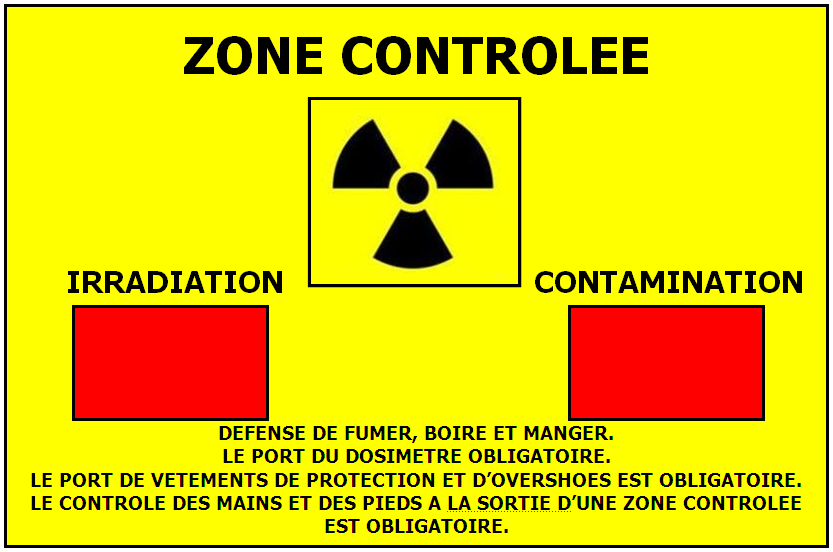 ZONE CONTROLEE
IRRADIATION
CONTAMINATION
DEFENSE DE FUMER, BOIRE ET MANGER.
LE PORT DU DOSIMETRE OBLIGATOIRE.
LE PORT DE VETEMENTS DE PROTECTION ET D’OVERSHOES EST OBLIGATOIRE.
LE CONTROLE DES MAINS ET DES PIEDS A LA SORTIE D’UNE ZONE CONTROLEE
EST OBLIGATOIRE.